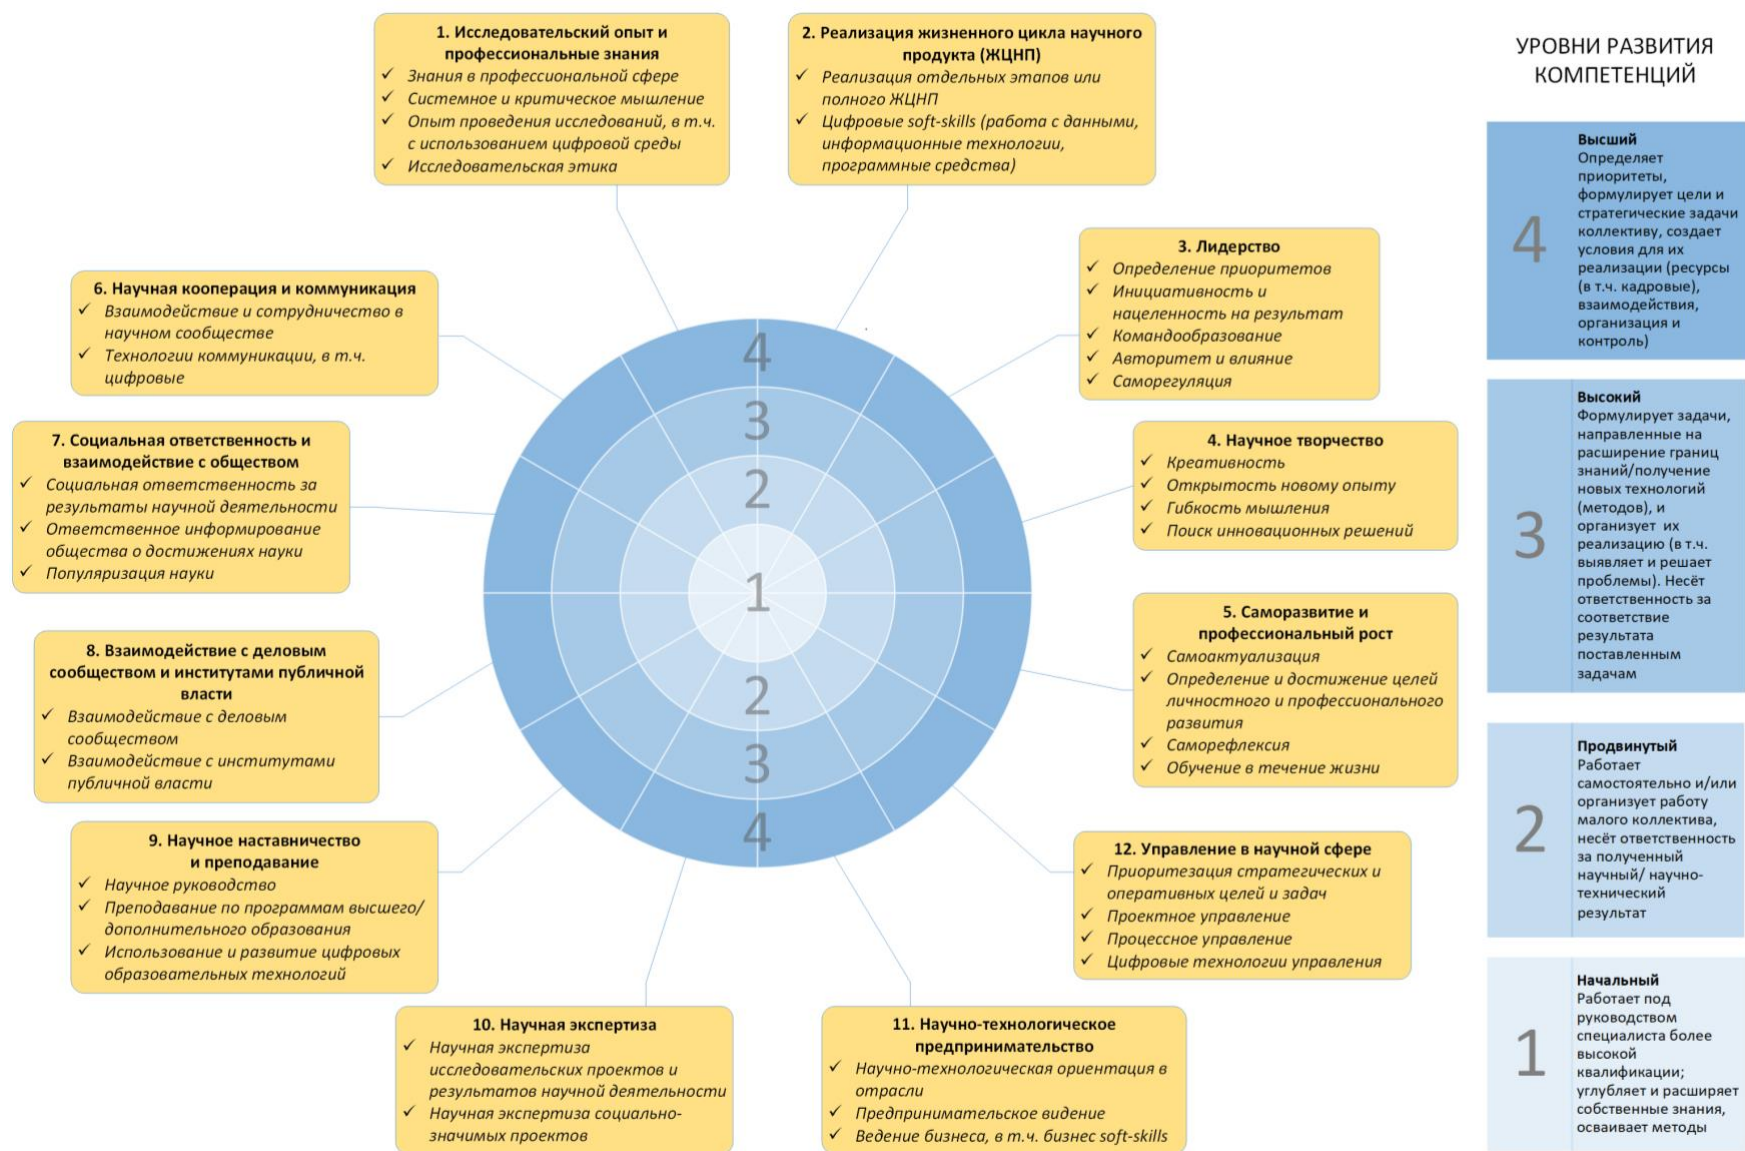 1. Исследовательский опыт и
профессиональные знания
✓ Знания в профессиональной сфере
✓ Системное и критическое мышление
✓ Опыт проведения исследований, в т.ч.
с использованием цифровой среды
✓ Исследовательская этика
2. Реализация жизненного цикла научного
продукта (ЖЦНП)
✓ Реализация отдельных этапов или
полного ЖЦНП
✓ Цифровые soft-skills (работа с данными,
информационные технологии,
программные средства)
3. Лидерство
✓ Определение приоритетов
✓ Инициативность и
нацеленность на результат
✓ Командообразование
✓ Авторитет и влияние
✓ Саморегуляция
4. Научное творчество
✓ Креативность
✓ Открытость новому опыту
✓ Гибкость мышления
✓ Поиск инновационных решений
5. Саморазвитие и
профессиональный рост
✓ Самоактуализация
✓ Определение и достижение целей
личностного и профессионального
развития
✓ Саморефлексия
✓ Обучение в течение жизни
6. Научная кооперация и коммуникация
✓ Взаимодействие и сотрудничество в
научном сообществе
✓ Технологии коммуникации, в т.ч.
цифровые
7. Социальная ответственность и
взаимодействие с обществом
✓ Социальная ответственность за
результаты научной деятельности
✓ Ответственное информирование
общества о достижениях науки
✓ Популяризация науки
8. Взаимодействие с деловым
сообществом и институтами публичной
власти
✓ Взаимодействие с деловым
сообществом
✓ Взаимодействие с институтами
публичной власти
9. Научное наставничество
и преподавание
✓ Научное руководство
✓ Преподавание по программам высшего/
дополнительного образования
✓ Использование и развитие цифровых
образовательных технологий
10. Научная экспертиза
✓ Научная экспертиза
исследовательских проектов и
результатов научной деятельности
✓ Научная экспертиза социально-
значимых проектов
11. Научно-технологическое
предпринимательство
✓ Научно-технологическая ориентация в
отрасли
✓ Предпринимательское видение
✓ Ведение бизнеса, в т.ч. бизнес soft-skills
12. Управление в научной сфере
✓ Приоритезация стратегических и
оперативных целей и задач
✓ Проектное управление
✓ Процессное управление
✓ Цифровые технологии управления
4
3
2
1
2
3
4
УРОВНИ РАЗВИТИЯ
КОМПЕТЕНЦИЙ
4
Высший
Определяет
приоритеты,
формулирует цели и
стратегические задачи
коллективу, создает
условия для их
реализации (ресурсы
(в т.ч. кадровые),
взаимодействия,
организация и
контроль)
3
Высокий
Формулирует задачи,
направленные на
расширение границ
знаний/получение
новых технологий
(методов), и
организует их
реализацию (в т.ч.
выявляет и решает
проблемы). Несёт
ответственность за
соответствие
результата
поставленным
задачам
2
Продвинутый
Работает
самостоятельно и/или
организует работу
малого коллектива,
несёт ответственность
за полученный
научный/ научно-
технический
результат
1
Начальный
Работает под
руководством
специалиста более
высокой
квалификации;
углубляет и расширяет
собственные знания,
осваивает методы